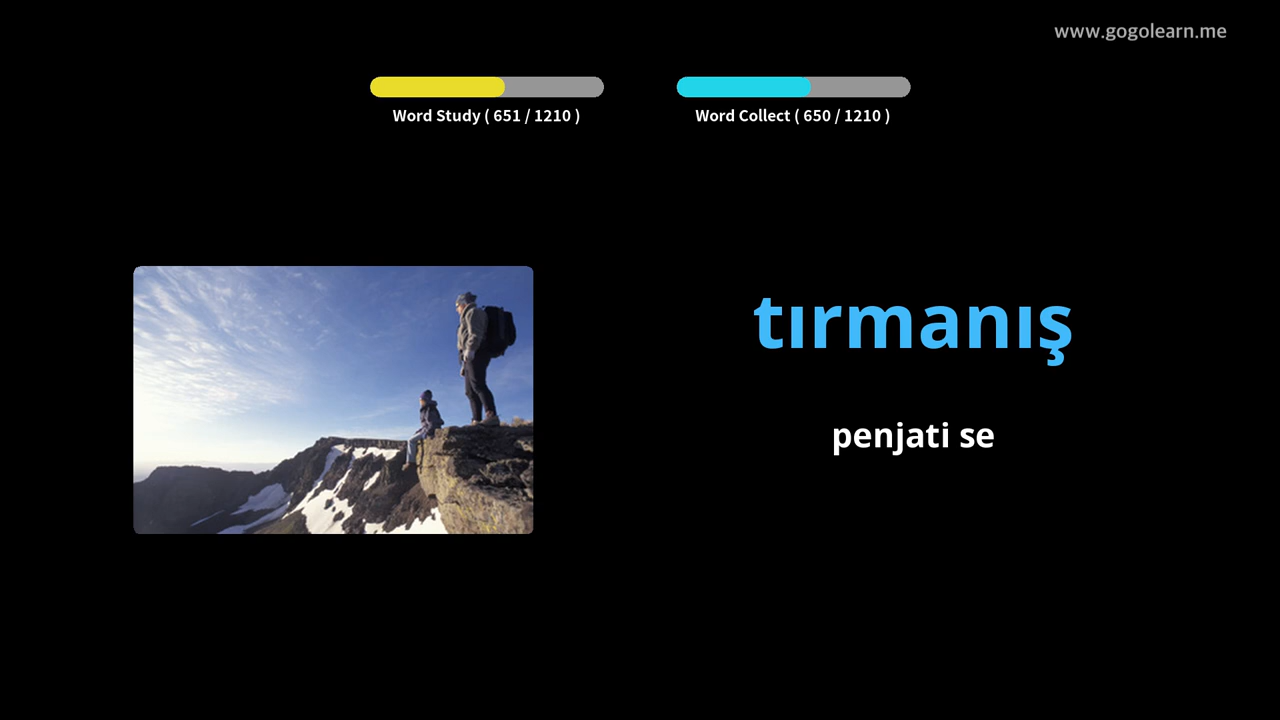 www.gogolearn.me
Word Study ( 651 / 1210 )
Word Collect ( 650 / 1210 )
tırmanış
penjati se